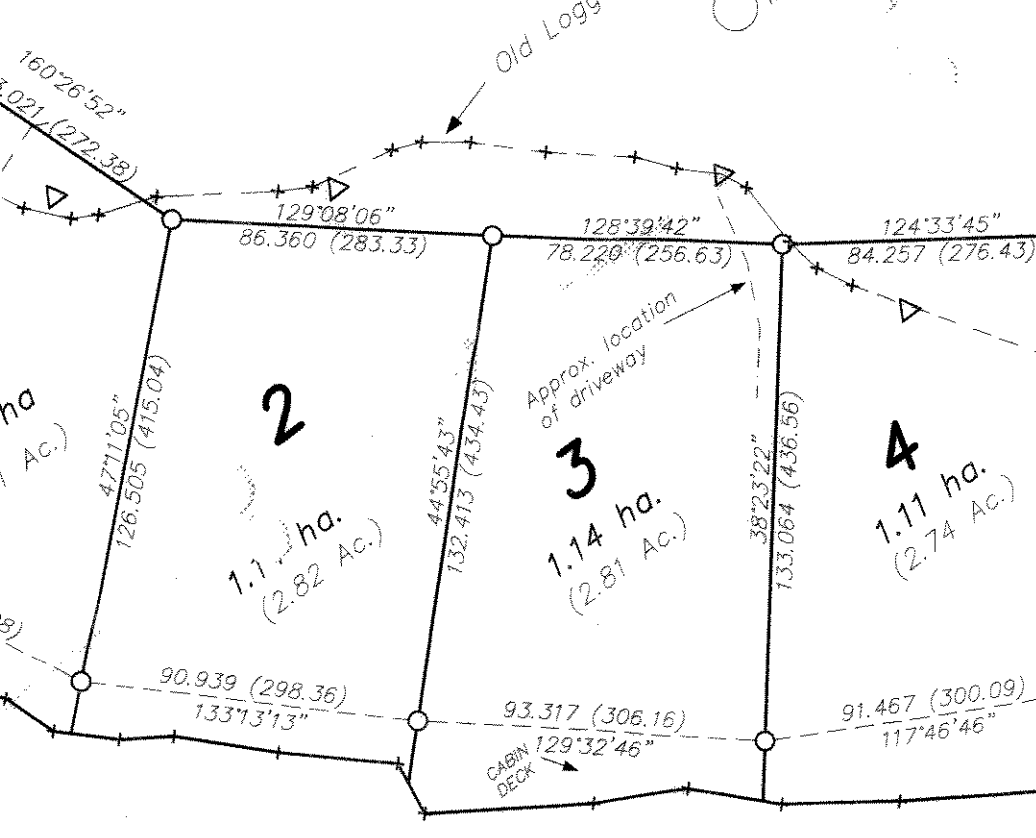 Old Logg
160°26'52"
3.021 (272.38)
129°08'06"
86.360 (283.33)
128°39'42"
78.220 (256.63)
124°33'45"
84.257 (276.43)
Approx. location
of driveway
47°11'05"
126.505 (415.04)
44°55'43"
132.413 (434.43)
38°23'22"
133.064 (436.56)
ha
Ac.)
2
1.1 ha.
(2.82 Ac.)
3
1.14 ha.
(2.81 Ac.)
4
1.11 ha.
(2.74 Ac.)
8)
90.939 (298.36)
133°13'13"
93.317 (306.16)
129°32'46"
91.467 (300.09)
117°46'46"
CABIN
DECK